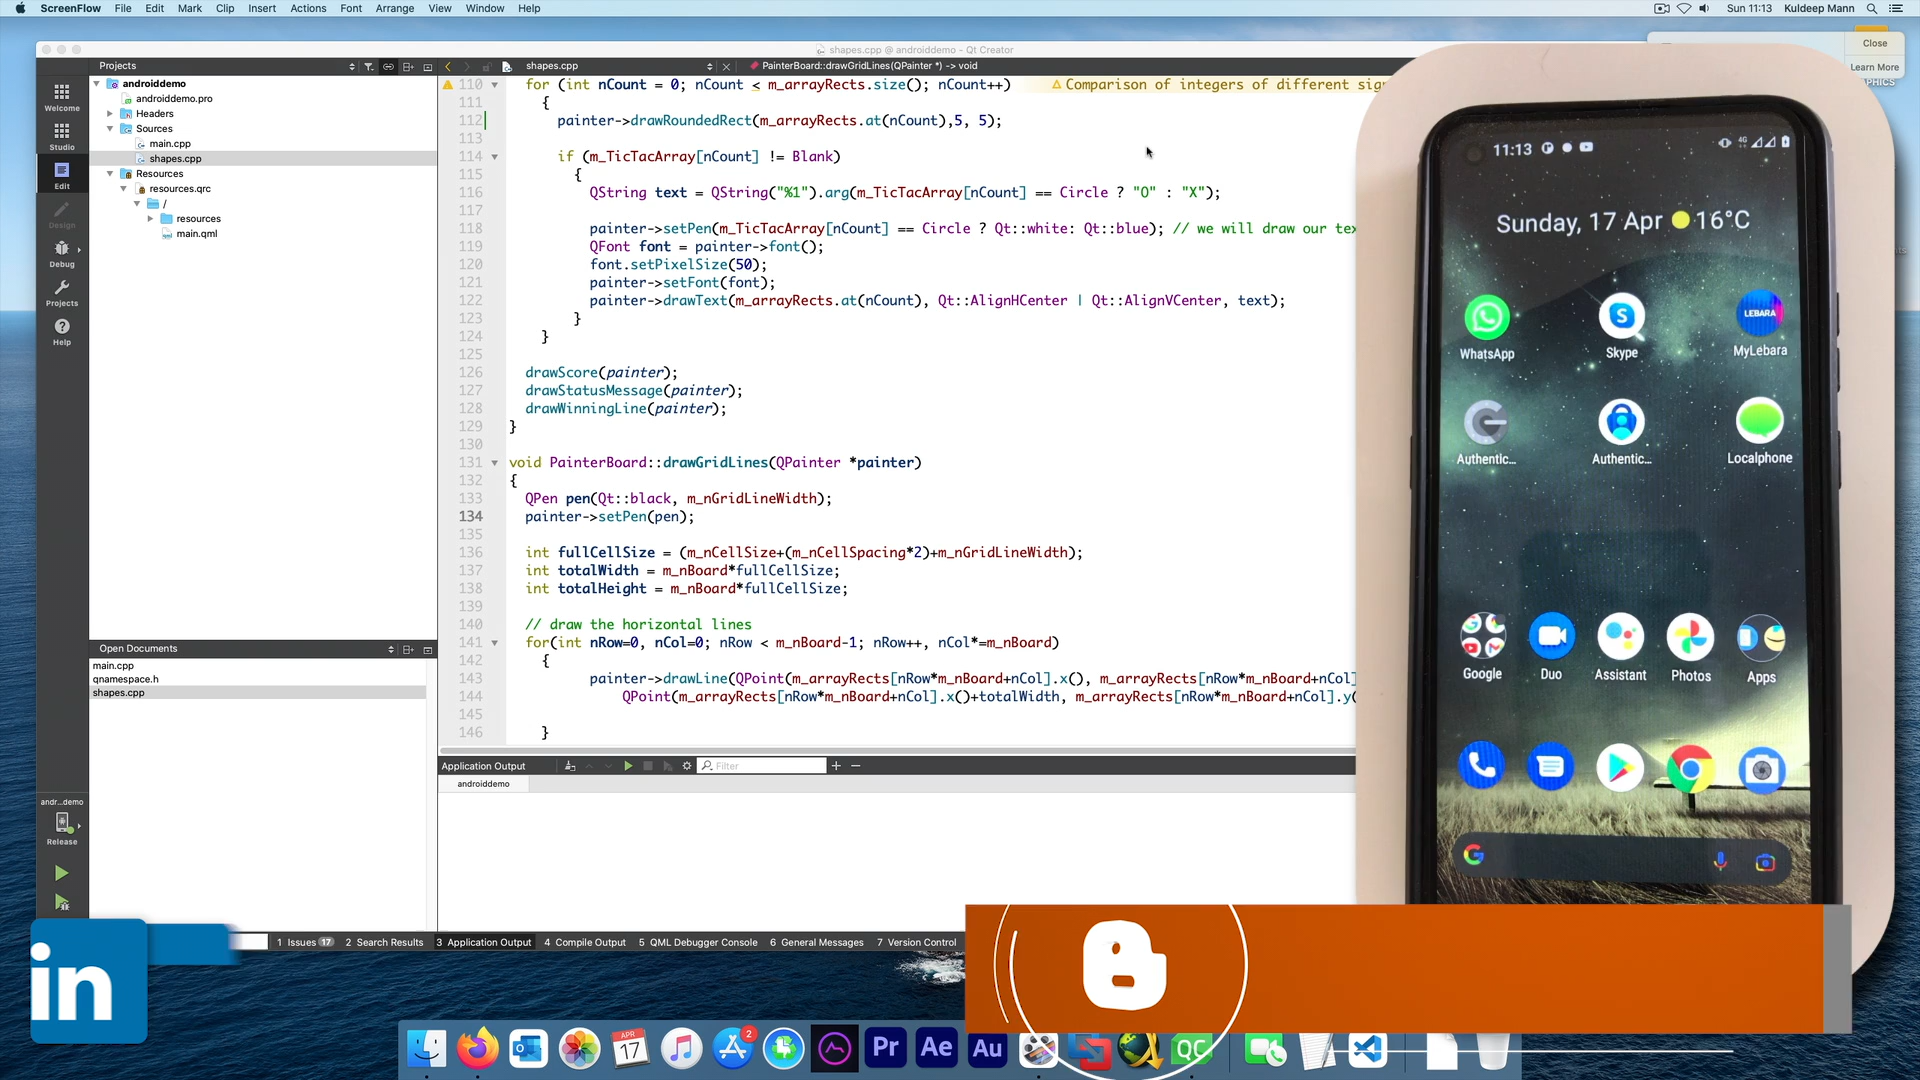 ScreenFlow File Edit Mark Clip Insert Actions Font Arrange View Window Help
Sun 11:13 Kuldeep Mann
shapes.cpp @ androiddemo - Qt Creator
Close
Learn More
Projects
shapes.cpp
PainterBoard::drawGridLines(QPainter *) -> void
Welcome
Studio
Edit
Design
Debug
Projects
Help
androiddemo
androiddemo.pro
Headers
Sources
main.cpp
shapes.cpp
Resources
resources.qrc
/
resources
main.qml
110 for (int nCount = 0; nCount < m_arrayRects.size(); nCount++) Comparison of integers of different sig
111 {
112 painter->drawRoundedRect(m_arrayRects.at(nCount),5, 5);
113
114 if (m_TicTacArray[nCount] != Blank)
115 {
116 QString text = QString("%1").arg(m_TicTacArray[nCount] == Circle ? "O" : "X");
117
118 painter->setPen(m_TicTacArray[nCount] == Circle ? Qt::white: Qt::blue); // we will draw our tex
119 QFont font = painter->font();
120 font.setPixelSize(50);
121 painter->setFont(font);
122 painter->drawText(m_arrayRects.at(nCount), Qt::AlignHCenter | Qt::AlignVCenter, text);
123 }
124 }
125
126 drawScore(painter);
127 drawStatusMessage(painter);
128 drawWinningLine(painter);
129 }
130
131 void PainterBoard::drawGridLines(QPainter *painter)
132 {
133 QPen pen(Qt::black, m_nGridLineWidth);
134 painter->setPen(pen);
135
136 int fullCellSize = (m_nCellSize+(m_nCellSpacing*2)+m_nGridLineWidth);
137 int totalWidth = m_nBoard*fullCellSize;
138 int totalHeight = m_nBoard*fullCellSize;
139
140 // draw the horizontal lines
141 for(int nRow=0, nCol=0; nRow < m_nBoard-1; nRow++, nCol*=m_nBoard)
142 {
143 painter->drawLine(QPoint(m_arrayRects[nRow*m_nBoard+nCol].x(), m_arrayRects[nRow*m_nBoard+nCol]
144 QPoint(m_arrayRects[nRow*m_nBoard+nCol].x()+totalWidth, m_arrayRects[nRow*m_nBoard+nCol].y(
145
146 }
Open Documents
main.cpp
qnamespace.h
shapes.cpp
Application Output
Filter
androiddemo
andr...demo
Release
1 Issues 17 2 Search Results 3 Application Output 4 Compile Output 5 QML Debugger Console 6 General Messages 7 Version Control
11:13
4G
Sunday, 17 Apr 16°C
WhatsApp
Skype
LEBARA
MyLebara
Authentic...
Authentic...
Localphone
Google
Duo
Assistant
Photos
Apps
in
APR
17
2
Pr
Ae
Au
QC